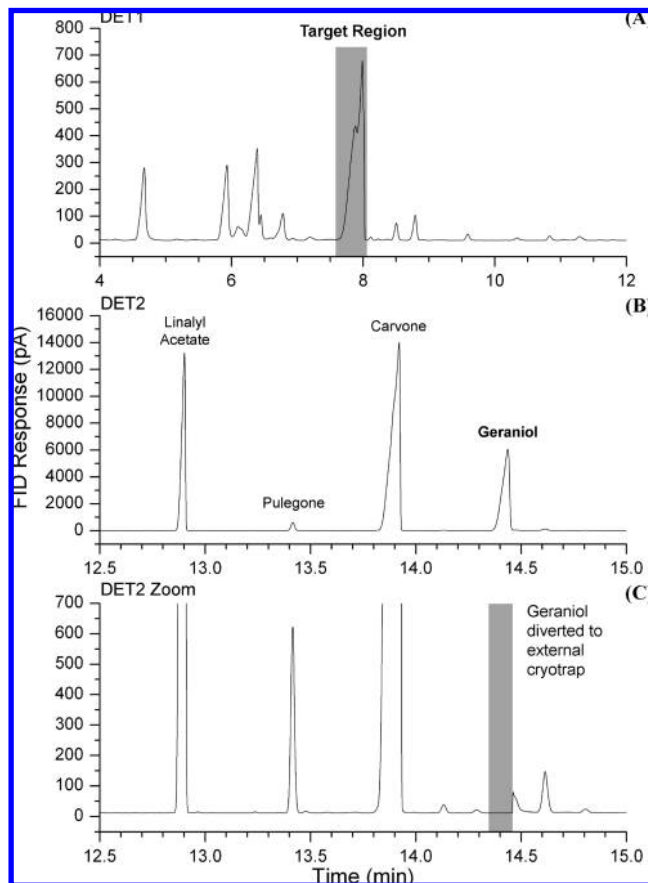 DET1
(A)
Target Region
800
700
600
500
400
300
200
100
0
4
6
8
10
12
DET2
(B)
16000
14000
12000
10000
8000
6000
4000
2000
0
Linalyl
Acetate
Pulegone
Carvone
Geraniol
12.5
13.0
13.5
14.0
14.5
15.0
FID Response (pA)
DET2 Zoom
(C)
700
600
500
400
300
200
100
0
Geraniol
diverted to
external
cryotrap
12.5
13.0
13.5
14.0
14.5
15.0
Time (min)